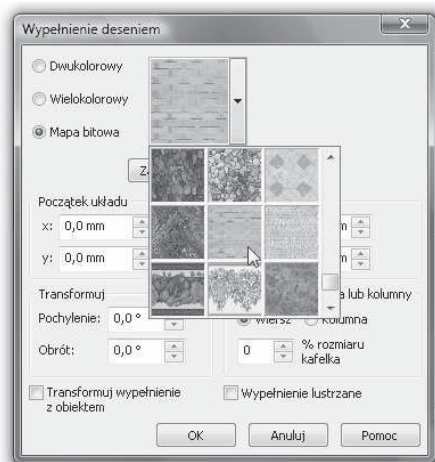 Wypełnienie deseniem
Dwukolorowy
Wielokolorowy
Mapa bitowa
Początek układu
x: 0,0 mm
y: 0,0 mm
Transformuj
lub kolumny
Pochylenie: 0,0 °
Wiersz
Kolumna
Obrót: 0,0 °
0 % rozmiaru
kafelka
Transformuj wypełnienie
z obiektem
Wypełnienie lustrzane
OK Anuluj Pomoc